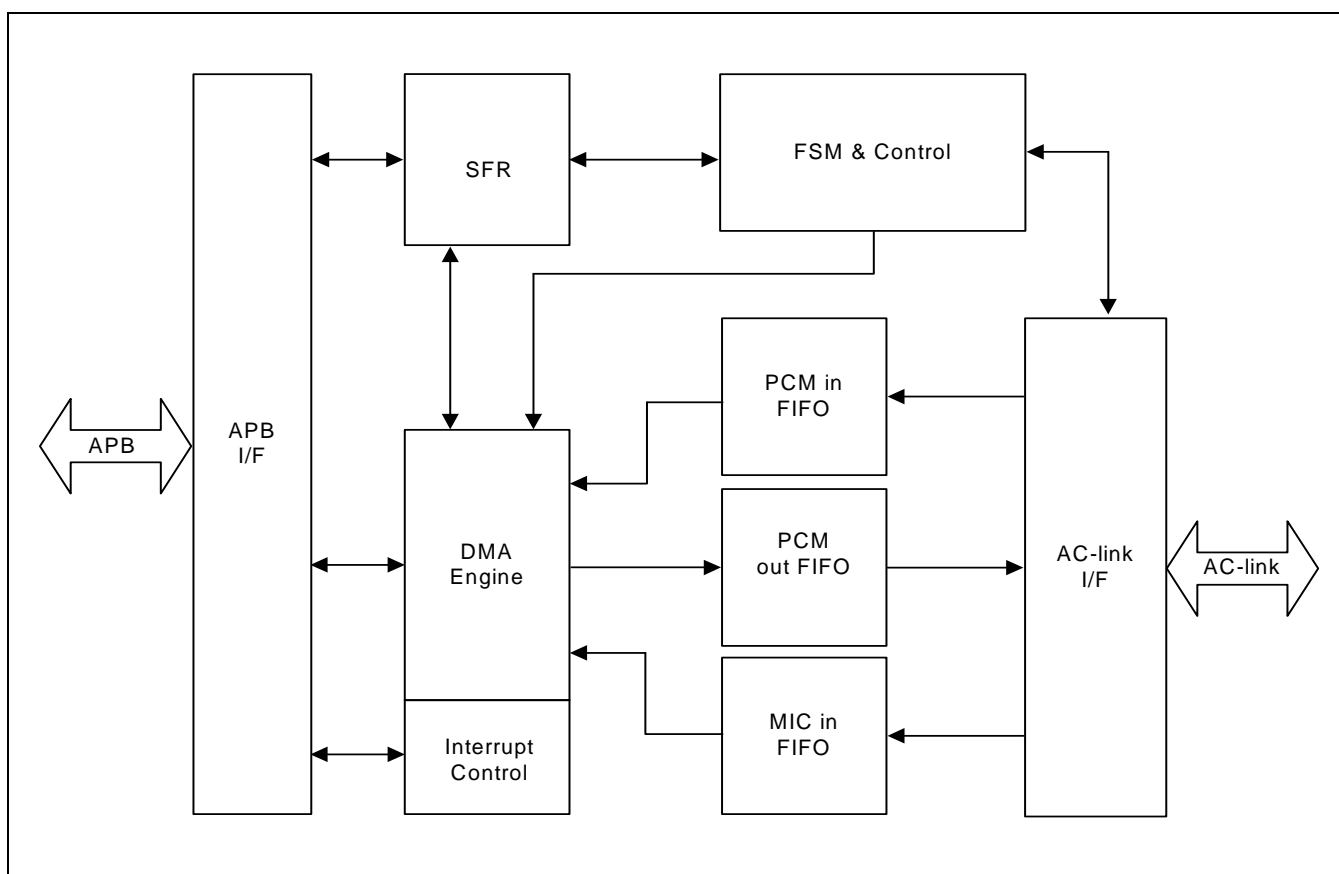 SFR
FSM & Control
PCM in
FIFO
APB
APB
I/F
DMA
Engine
PCM
out FIFO
AC-link
I/F
AC-link
MIC in
FIFO
Interrupt
Control